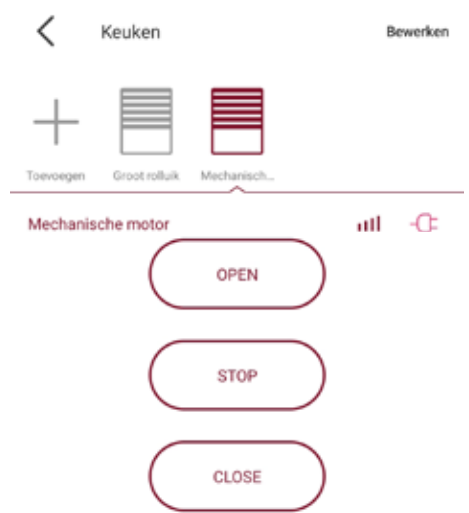 Keuken
Bewerken
Toevoegen
Groot rolluik
Mechanisch...
Mechanische motor
OPEN
STOP
CLOSE